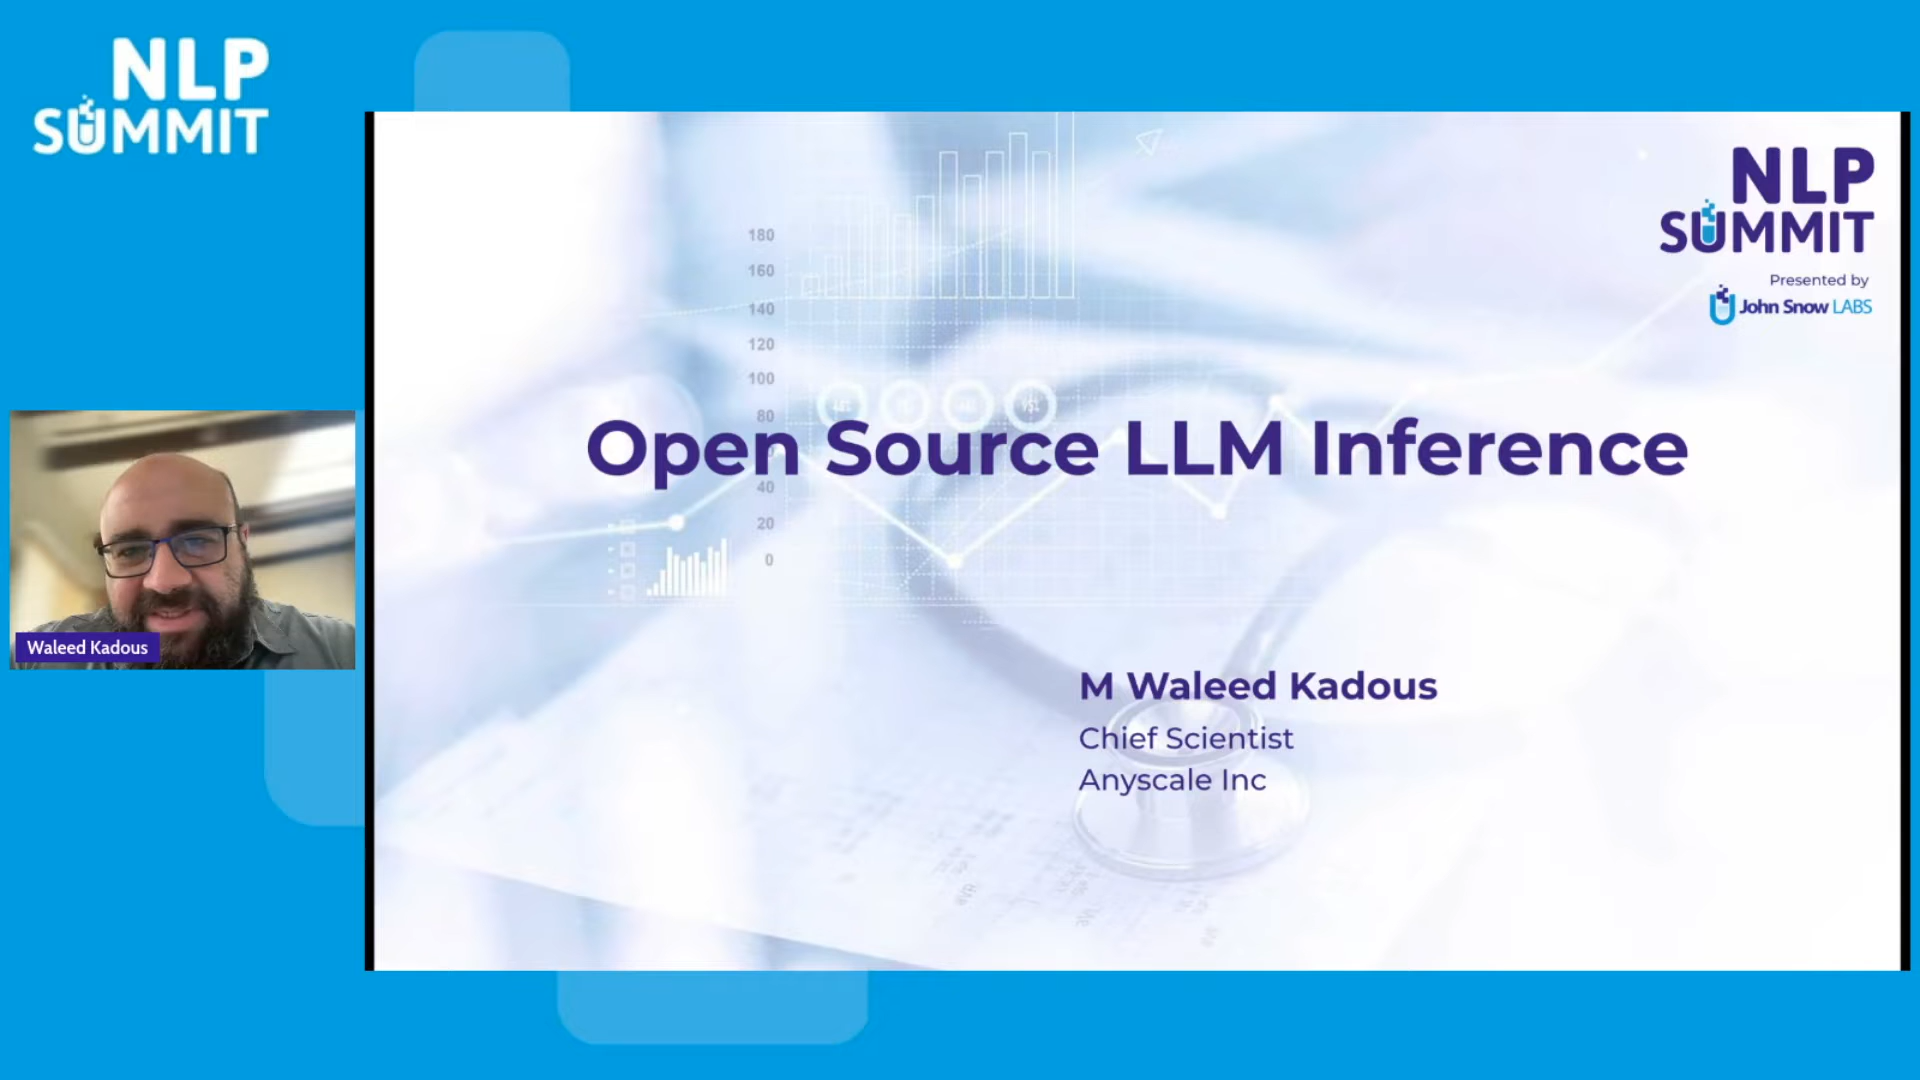 NLP
SUMMIT
NLP
SUMMIT
Presented by
John Snow LABS
180
160
140
120
100
80
40
20
0
Open Source LLM Inference
Waleed Kadous
M Waleed Kadous
Chief Scientist
Anyscale Inc